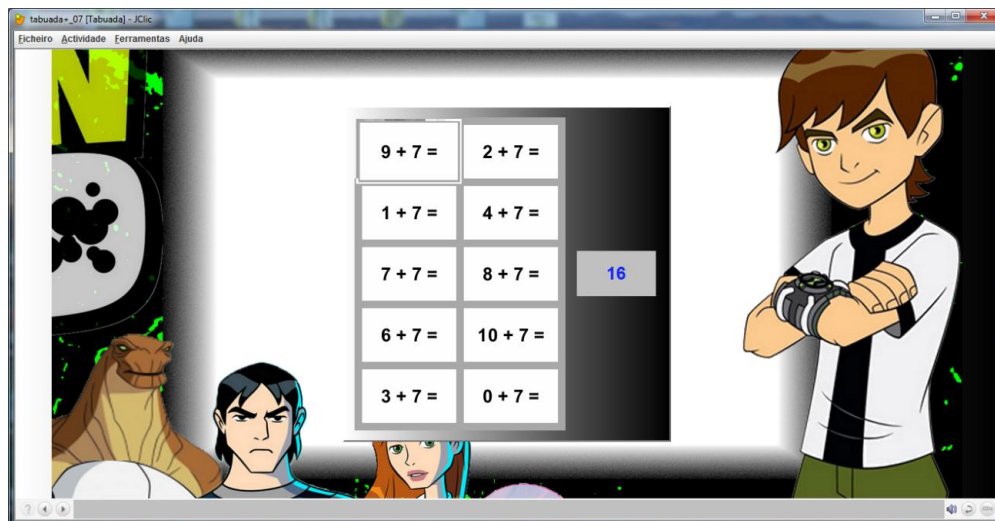 tabuada+_07 [Tabuada] - JClic
Ficheiro Actividade Ferramentas Ajuda
N
9 + 7 = 2 + 7 =
1 + 7 = 4 + 7 =
7 + 7 = 8 + 7 =
16
6 + 7 = 10 + 7 =
3 + 7 = 0 + 7 =
?